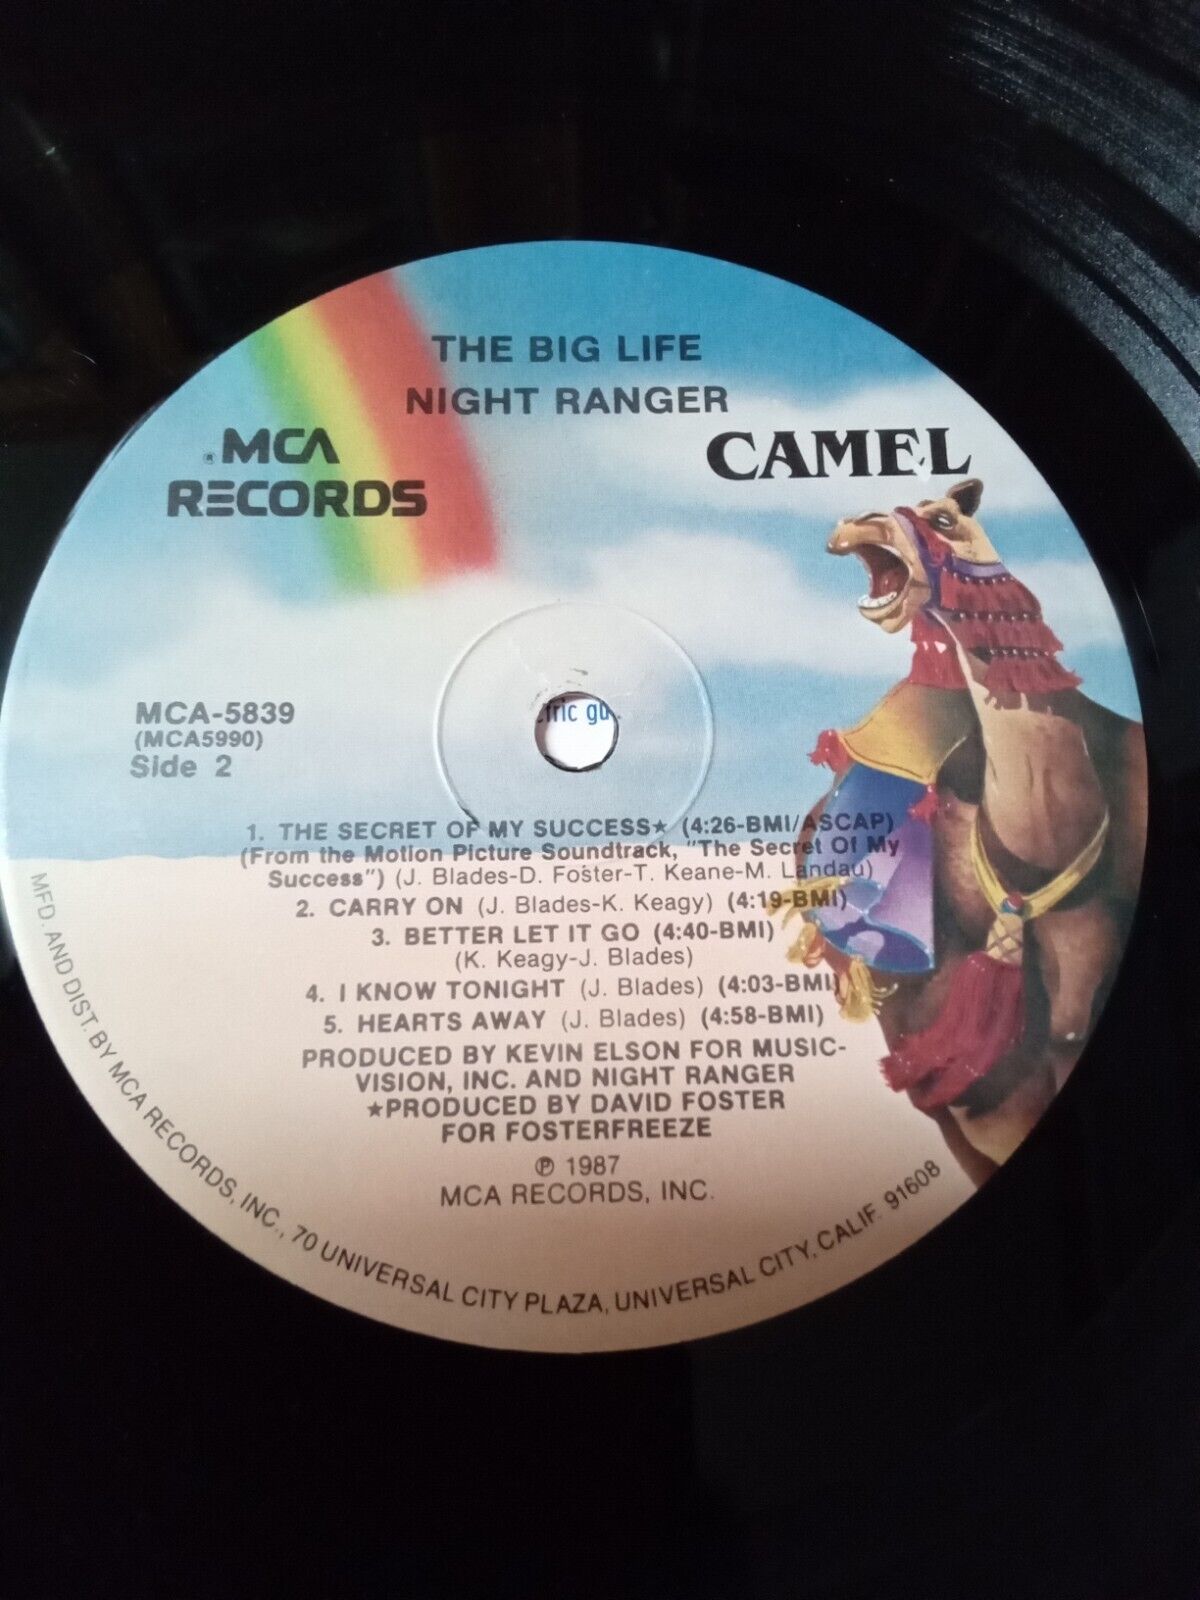 THE BIG LIFE
NIGHT RANGER
® MCA
RECORDS
CAMEL
MCA-5839
(MCA5990)
Side 2
tric gu
1. THE SECRET OF MY SUCCESS★ (4:26-BMI/ASCAP)
(From the Motion Picture Soundtrack, "The Secret Of My
Success") (J. Blades-D. Foster-T. Keane-M. Landau)
2. CARRY ON (J. Blades-K. Keagy) (4:19-BMI)
3. BETTER LET IT GO (4:40-BMI)
(K. Keagy-J. Blades)
4. I KNOW TONIGHT (J. Blades) (4:03-BMI)
5. HEARTS AWAY (J. Blades) (4:58-BMI)
PRODUCED BY KEVIN ELSON FOR MUSIC-
VISION, INC. AND NIGHT RANGER
★PRODUCED BY DAVID FOSTER
FOR FOSTERFREEZE
℗ 1987
MCA RECORDS, INC.
MFD. AND DIST. BY MCA RECORDS, INC., 70 UNIVERSAL CITY PLAZA, UNIVERSAL CITY, CALIF. 91608